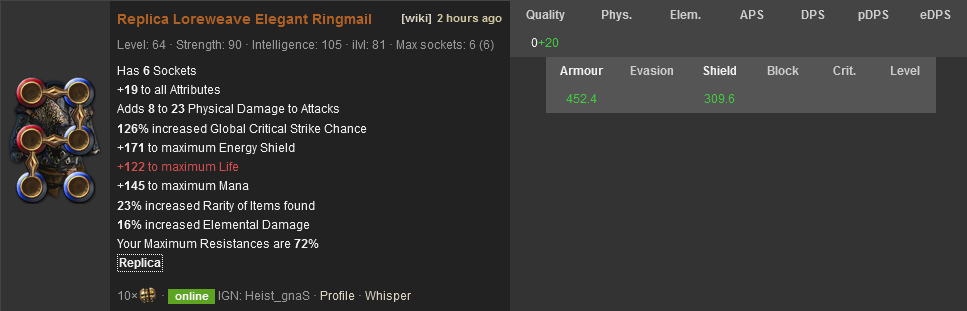 Replica Loreweave Elegant Ringmail [wiki] 2 hours ago
Level: 64 · Strength: 90 · Intelligence: 105 · ilvl: 81 · Max sockets: 6 (6)
Has 6 Sockets
+19 to all Attributes
Adds 8 to 23 Physical Damage to Attacks
126% increased Global Critical Strike Chance
+171 to maximum Energy Shield
+122 to maximum Life
+145 to maximum Mana
23% increased Rarity of Items found
16% increased Elemental Damage
Your Maximum Resistances are 72%
Replica
10× · online IGN: Heist_gnaS · Profile · Whisper
Quality Phys. Elem. APS DPS pDPS eDPS
0+20
Armour Evasion Shield Block Crit. Level
452.4 309.6